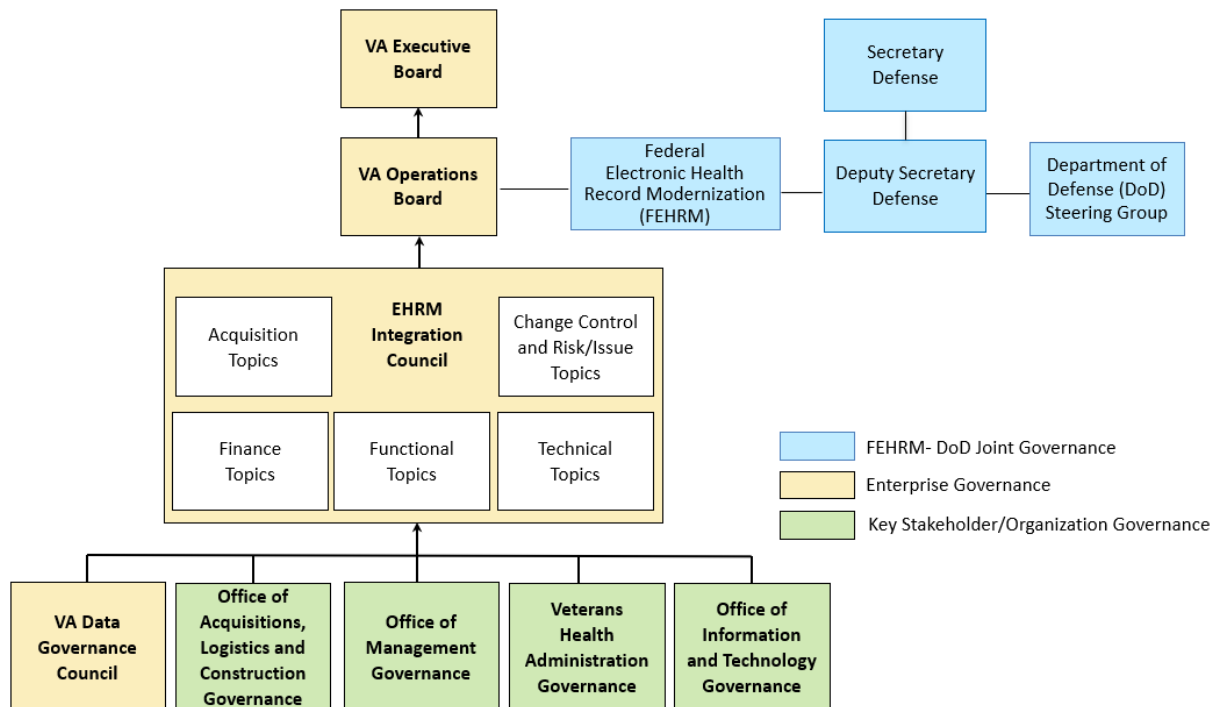 VA Executive
Board
Secretary
Defense
VA Operations
Board
Federal
Electronic Health
Record Modernization
(FEHRM)
Deputy Secretary
Defense
Department of
Defense (DoD)
Steering Group
EHRM
Integration
Council
Acquisition
Topics
Change Control
and Risk/Issue
Topics
Finance
Topics
Functional
Topics
Technical
Topics
FEHRM- DoD Joint Governance
Enterprise Governance
Key Stakeholder/Organization Governance
VA Data
Governance
Council
Office of
Acquisitions,
Logistics and
Construction
Governance
Office of
Management
Governance
Veterans
Health
Administration
Governance
Office of
Information
and Technology
Governance